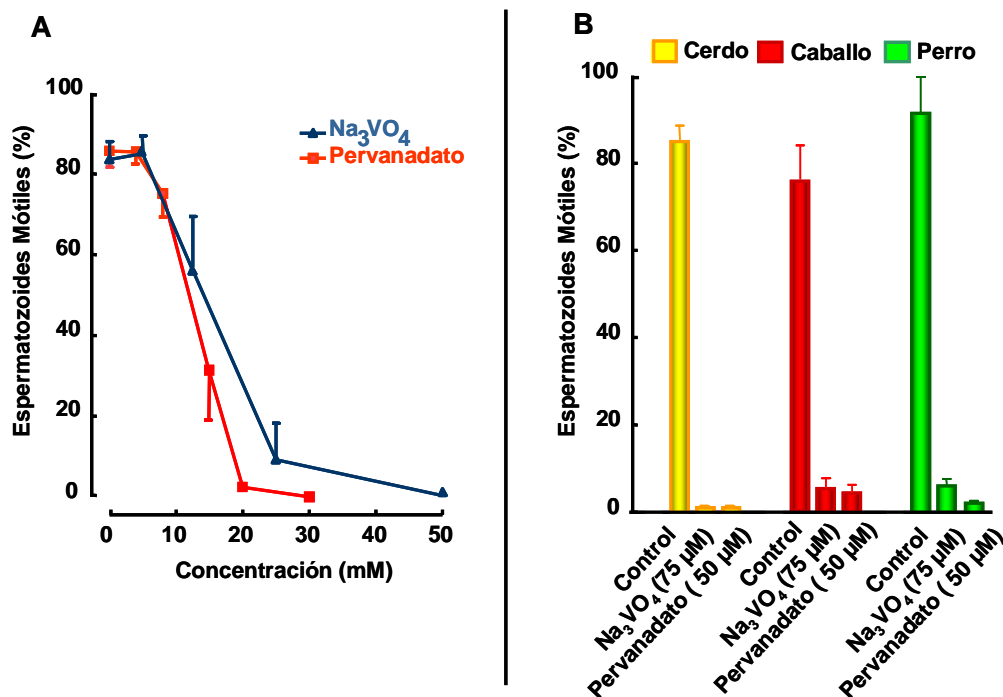 A
Espermatozoides Mótiles (%)
100
80
60
40
20
0
Na₃VO₄
Pervanadato
0 10 20 30 40 50
Concentración (mM)
B
Cerdo Caballo Perro
Espermatozoides Mótiles (%)
100
80
60
40
20
0
Control
Na₃VO₄ (75 µM)
Pervanadato ( 50 µM)
Control
Na₃VO₄ (75 µM)
Pervanadato ( 50 µM)
Control
Na₃VO₄ (75 µM)
Pervanadato ( 50 µM)